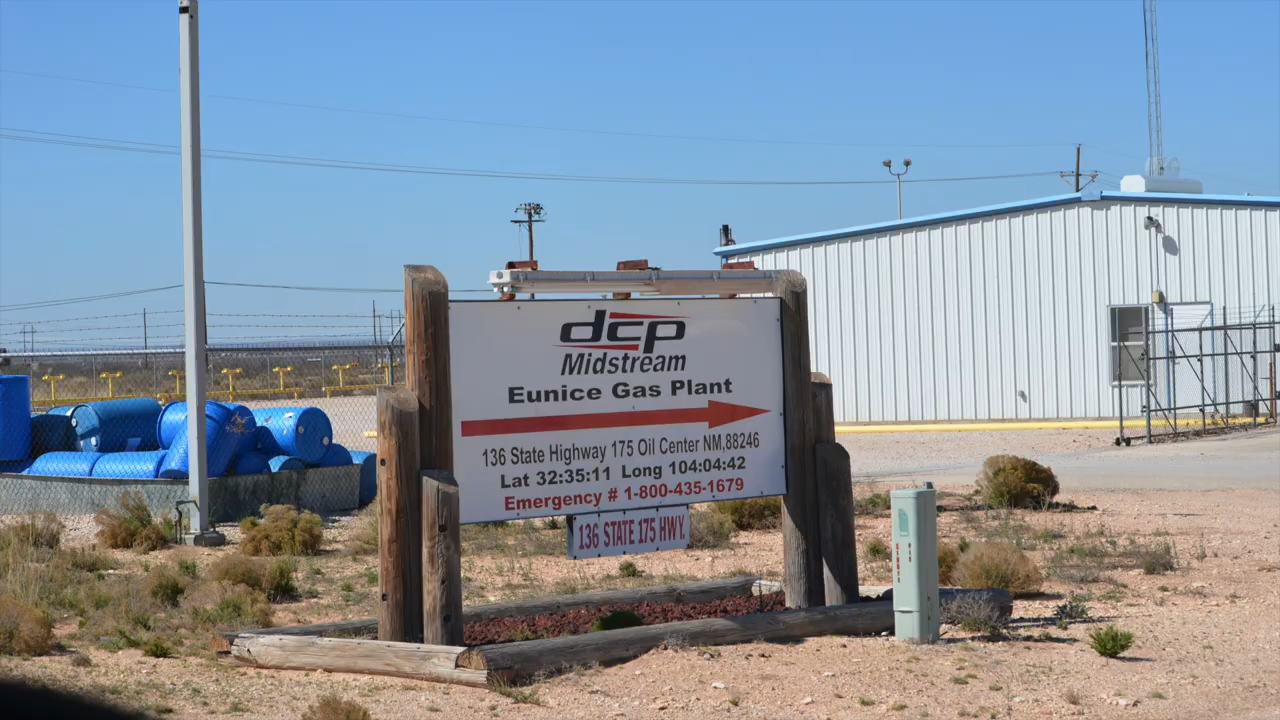 dcp
Midstream
Eunice Gas Plant
136 State Highway 175 Oil Center NM,88246
Lat 32:35:11 Long 104:04:42
Emergency # 1-800-435-1679
136 STATE 175 HWY.